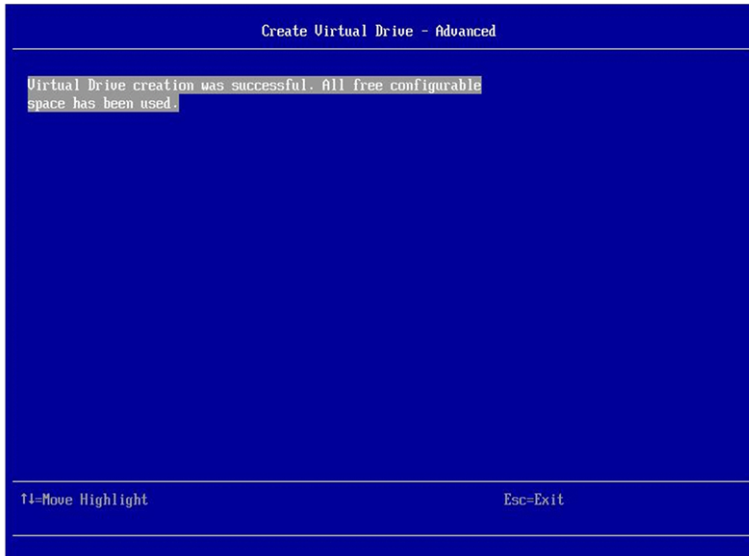 Create Virtual Drive - Advanced
Virtual Drive creation was successful. All free configurable
space has been used.
↑↓=Move Highlight Esc=Exit